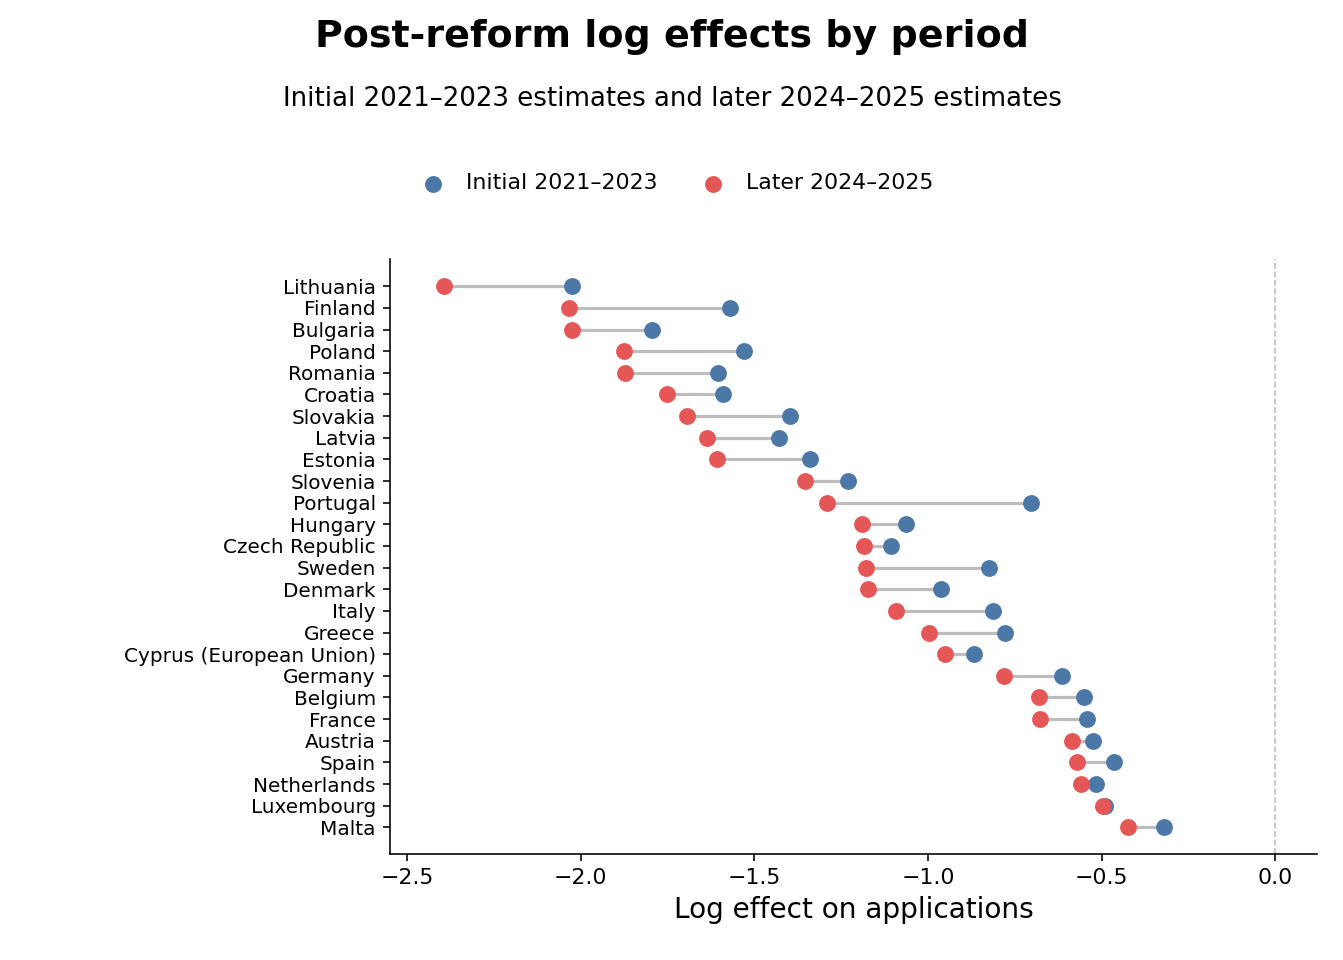 Post-reform log effects by period
Initial 2021–2023 estimates and later 2024–2025 estimates
Initial 2021–2023
Later 2024–2025
Lithuania
Finland
Bulgaria
Poland
Romania
Croatia
Slovakia
Latvia
Estonia
Slovenia
Portugal
Hungary
Czech Republic
Sweden
Denmark
Italy
Greece
Cyprus (European Union)
Germany
Belgium
France
Austria
Spain
Netherlands
Luxembourg
Malta
−2.5 −2.0 −1.5 −1.0 −0.5 0.0
Log effect on applications